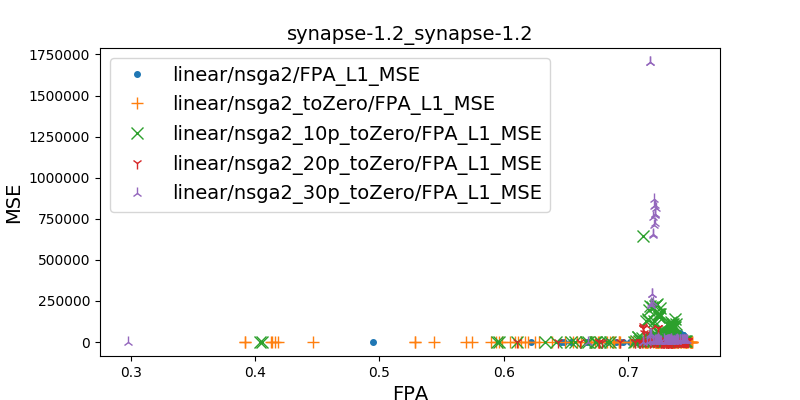 synapse-1.2_synapse-1.2
1750000
1500000
1250000
1000000
750000
500000
250000
0
MSE
linear/nsga2/FPA_L1_MSE
linear/nsga2_toZero/FPA_L1_MSE
linear/nsga2_10p_toZero/FPA_L1_MSE
linear/nsga2_20p_toZero/FPA_L1_MSE
linear/nsga2_30p_toZero/FPA_L1_MSE
0.3 0.4 0.5 0.6 0.7
FPA